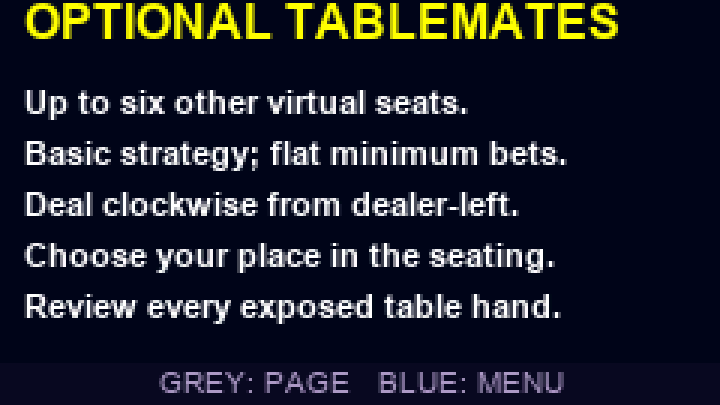 OPTIONAL TABLEMATES
Up to six other virtual seats.
Basic strategy; flat minimum bets.
Deal clockwise from dealer-left.
Choose your place in the seating.
Review every exposed table hand.
GREY: PAGE BLUE: MENU